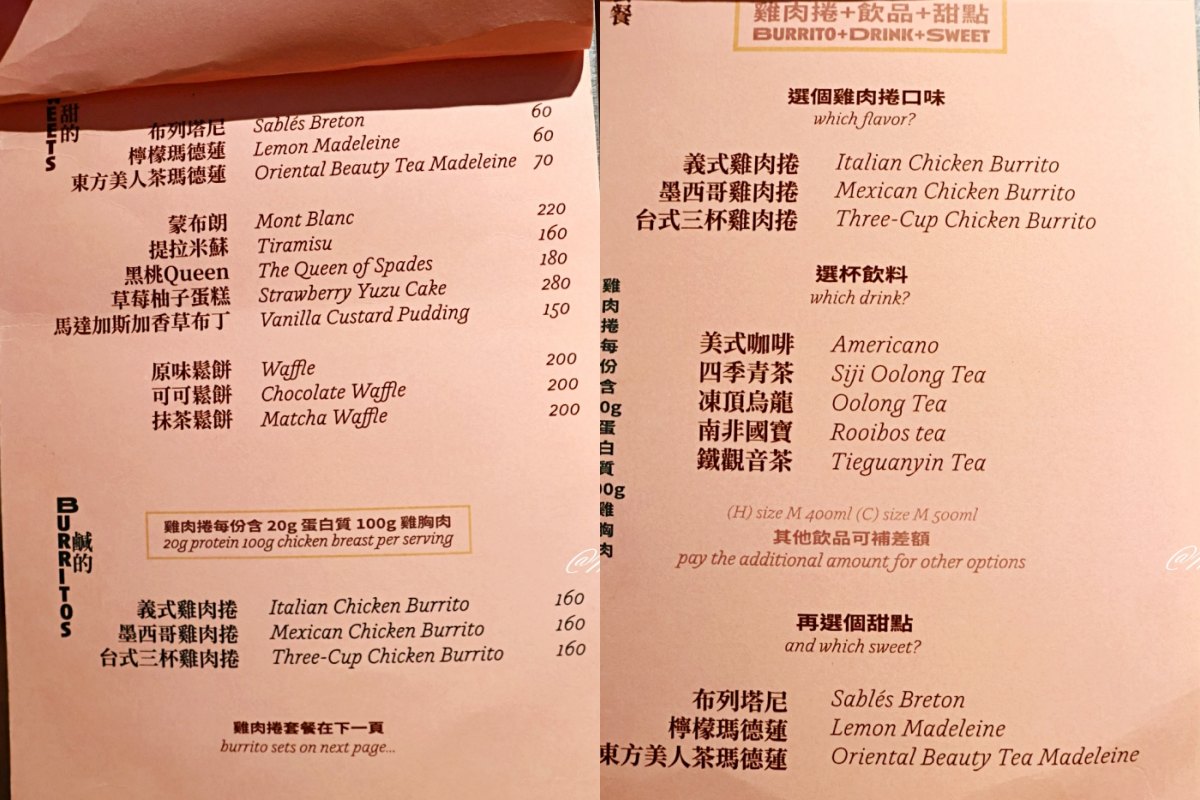 SWEETS
甜的
布列塔尼 Sablés Breton 60
檸檬瑪德蓮 Lemon Madeleine 60
東方美人茶瑪德蓮 Oriental Beauty Tea Madeleine 70
蒙布朗 Mont Blanc 220
提拉米蘇 Tiramisu 160
黑桃Queen The Queen of Spades 180
草莓柚子蛋糕 Strawberry Yuzu Cake 280
馬達加斯加香草布丁 Vanilla Custard Pudding 150
原味鬆餅 Waffle 200
可可鬆餅 Chocolate Waffle 200
抹茶鬆餅 Matcha Waffle 200
BURRITOS
鹹的
雞肉捲每份含 20g 蛋白質 100g 雞胸肉
20g protein 100g chicken breast per serving
義式雞肉捲 Italian Chicken Burrito 160
墨西哥雞肉捲 Mexican Chicken Burrito 160
台式三杯雞肉捲 Three-Cup Chicken Burrito 160
雞肉捲套餐在下一頁
burrito sets on next page...
餐
雞肉捲+飲品+甜點
BURRITO+DRINK+SWEET
選個雞肉捲口味
which flavor?
義式雞肉捲 Italian Chicken Burrito
墨西哥雞肉捲 Mexican Chicken Burrito
台式三杯雞肉捲 Three-Cup Chicken Burrito
雞肉捲每份含 0g 蛋白質 00g 雞胸肉
選杯飲料
which drink?
美式咖啡 Americano
四季青茶 Siji Oolong Tea
凍頂烏龍 Oolong Tea
南非國寶 Rooibos tea
鐵觀音茶 Tieguanyin Tea
(H) size M 400ml (C) size M 500ml
其他飲品可補差額
pay the additional amount for other options
再選個甜點
and which sweet?
布列塔尼 Sablés Breton
檸檬瑪德蓮 Lemon Madeleine
東方美人茶瑪德蓮 Oriental Beauty Tea Madeleine